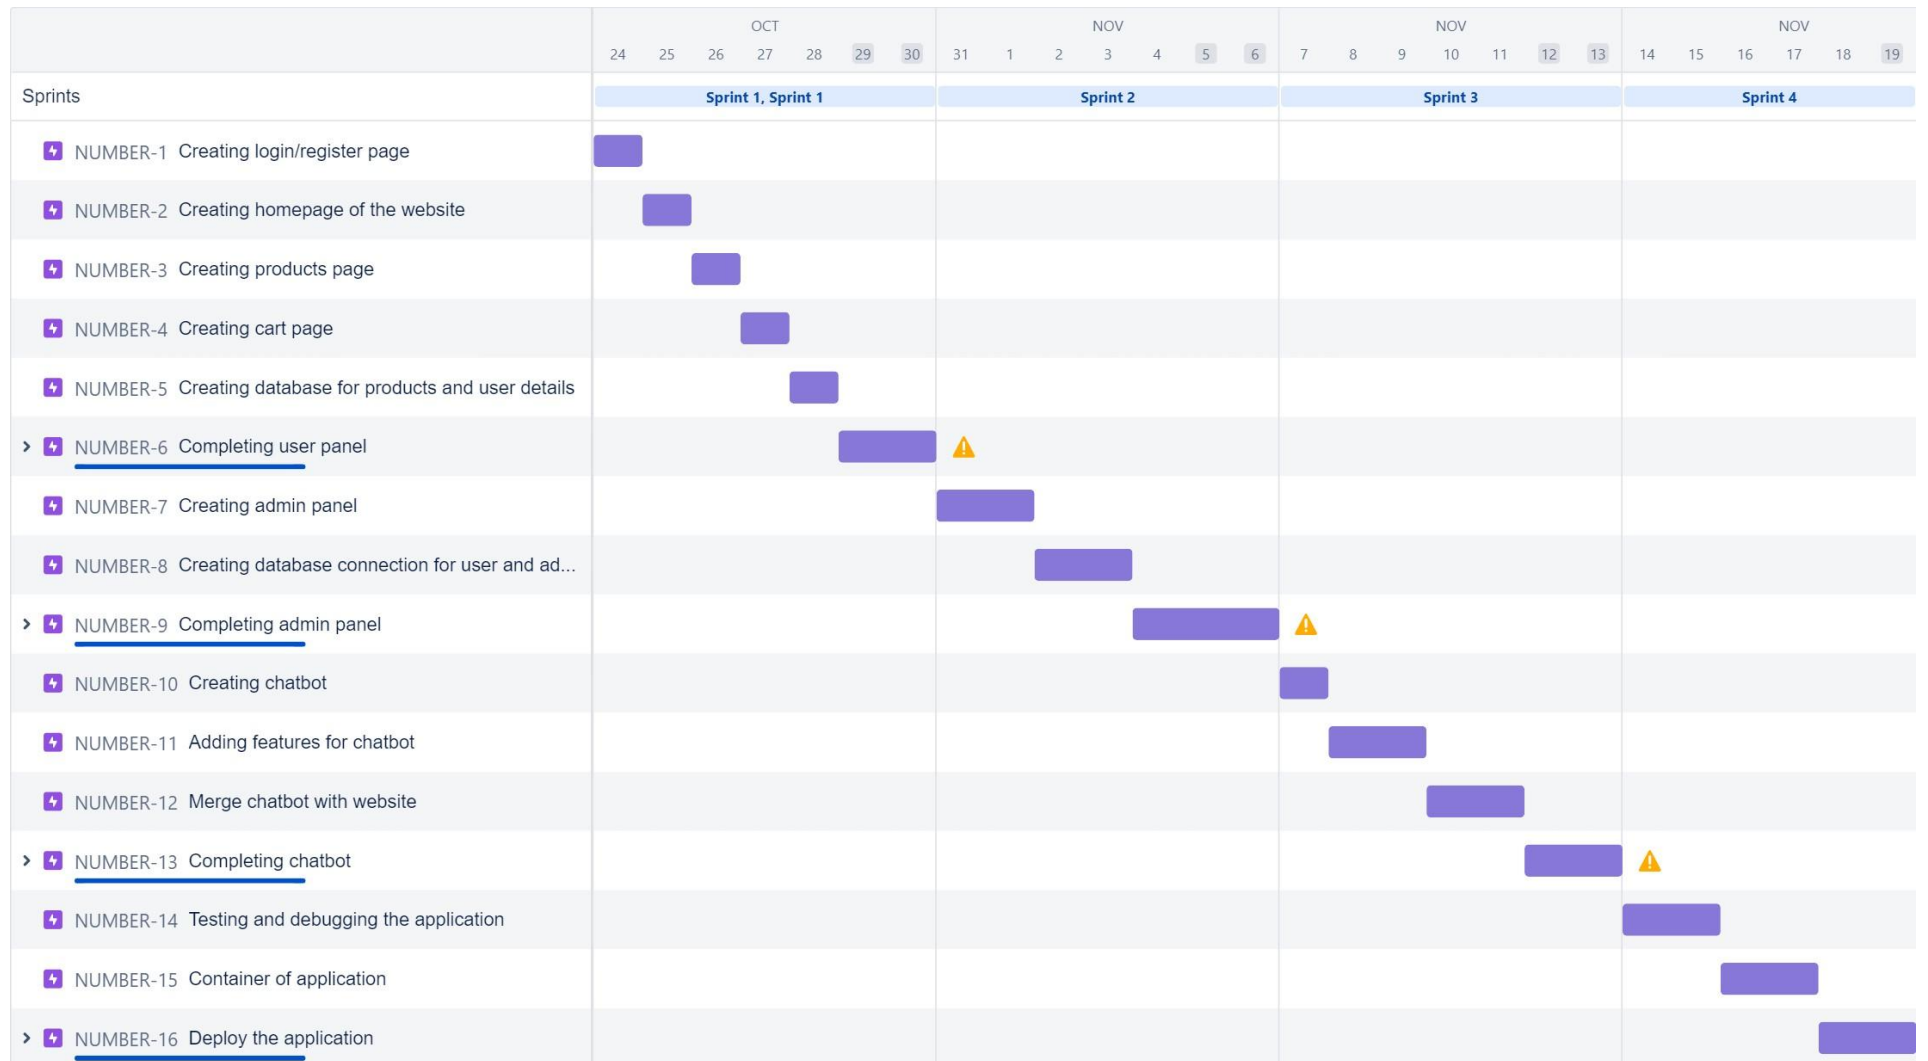 OCT NOV NOV NOV
24 25 26 27 28 29 30 31 1 2 3 4 5 6 7 8 9 10 11 12 13 14 15 16 17 18 19
Sprints Sprint 1, Sprint 1 Sprint 2 Sprint 3 Sprint 4
NUMBER-1 Creating login/register page
NUMBER-2 Creating homepage of the website
NUMBER-3 Creating products page
NUMBER-4 Creating cart page
NUMBER-5 Creating database for products and user details
NUMBER-6 Completing user panel
NUMBER-7 Creating admin panel
NUMBER-8 Creating database connection for user and ad...
NUMBER-9 Completing admin panel
NUMBER-10 Creating chatbot
NUMBER-11 Adding features for chatbot
NUMBER-12 Merge chatbot with website
NUMBER-13 Completing chatbot
NUMBER-14 Testing and debugging the application
NUMBER-15 Container of application
NUMBER-16 Deploy the application